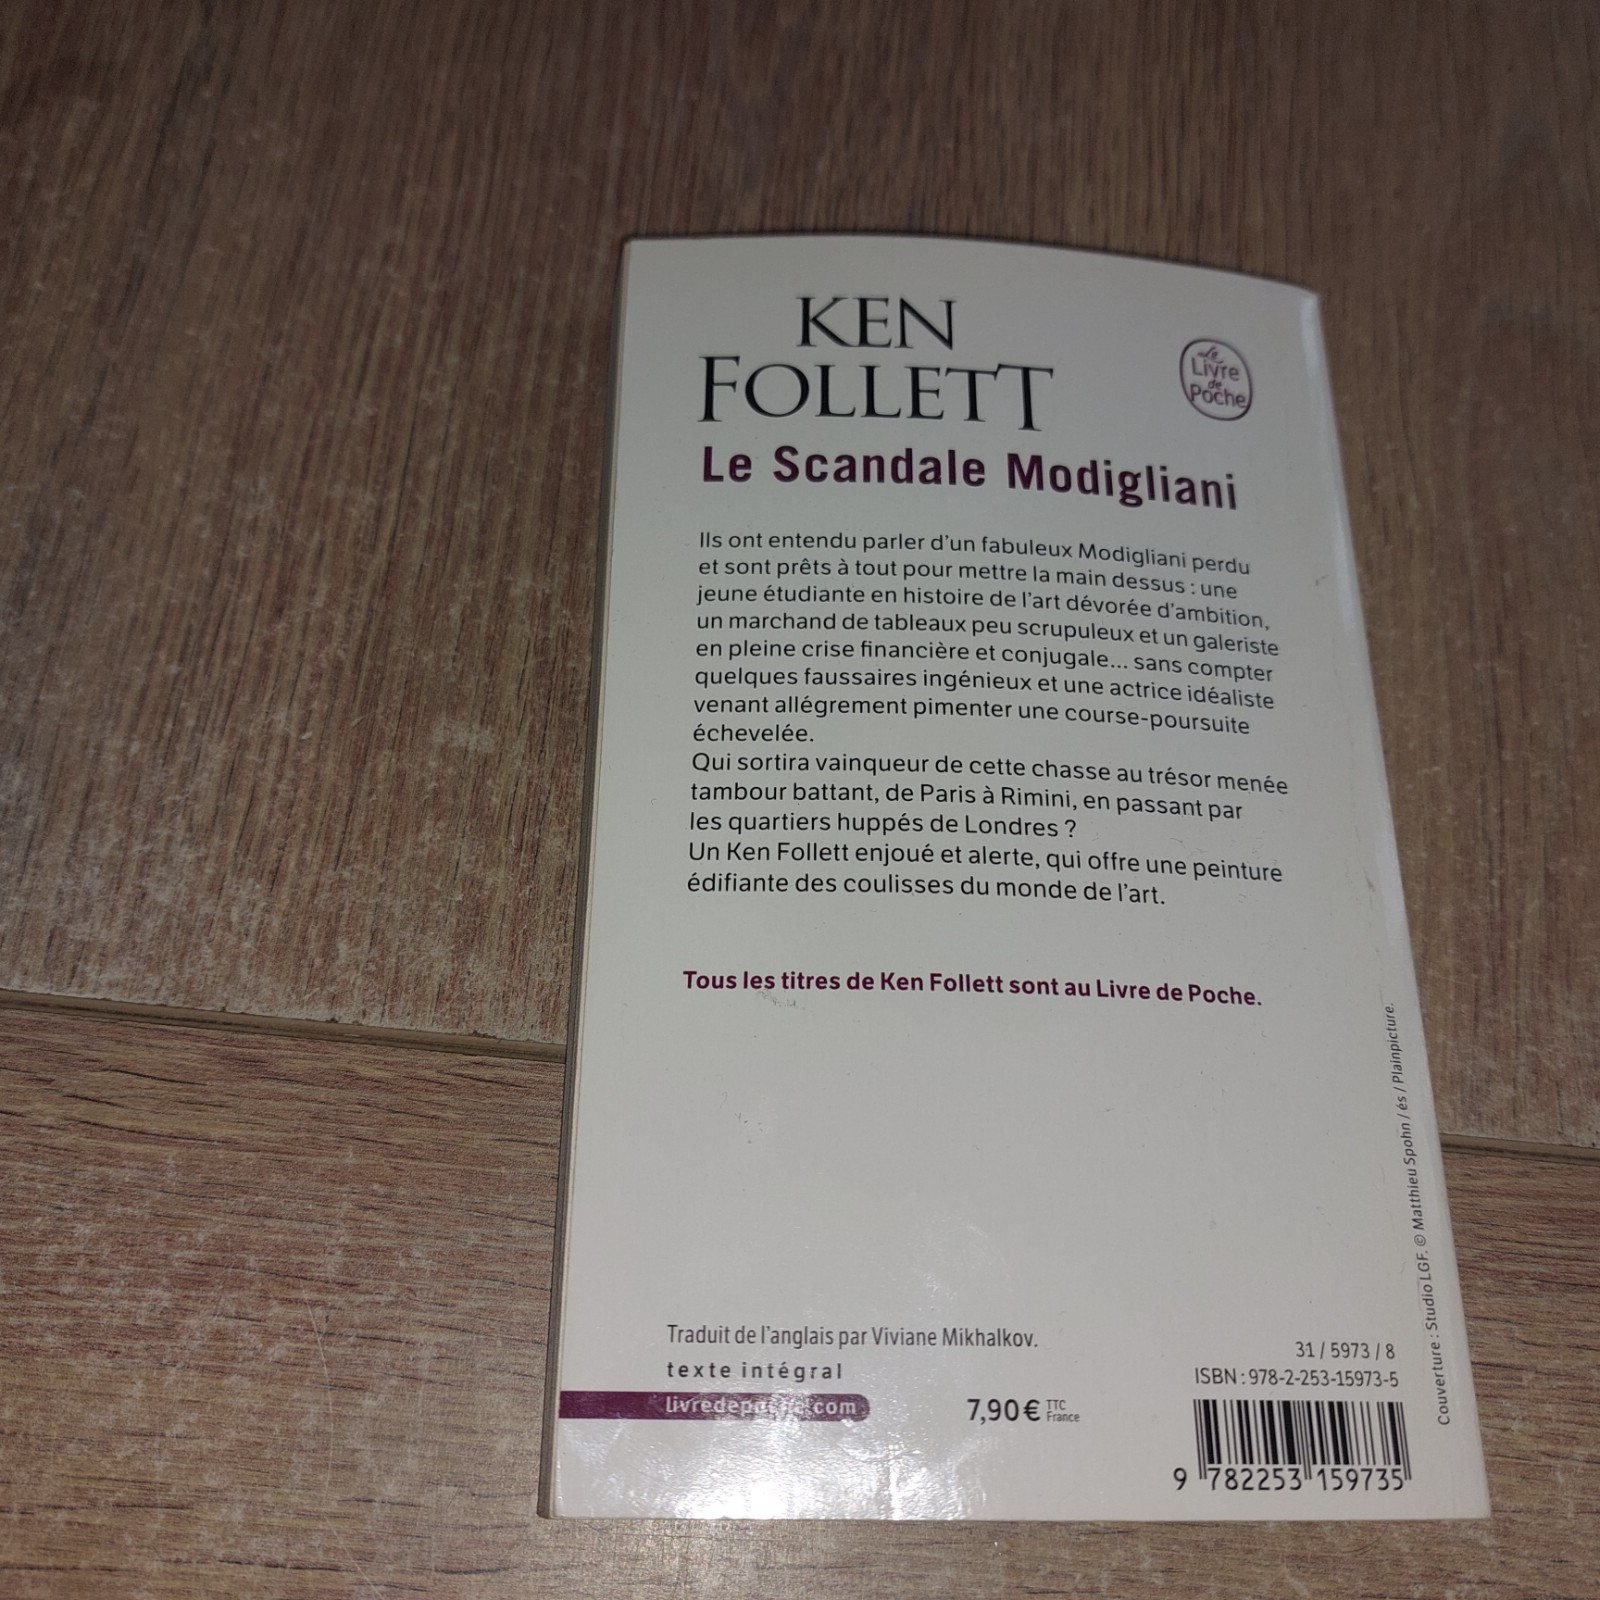 KEN
FOLLETT
Le
Livre
de
Poche
Le Scandale Modigliani
Ils ont entendu parler d'un fabuleux Modigliani perdu
et sont prêts à tout pour mettre la main dessus : une
jeune étudiante en histoire de l'art dévorée d'ambition,
un marchand de tableaux peu scrupuleux et un galeriste
en pleine crise financière et conjugale... sans compter
quelques faussaires ingénieux et une actrice idéaliste
venant allégrement pimenter une course-poursuite
échevelée.
Qui sortira vainqueur de cette chasse au trésor menée
tambour battant, de Paris à Rimini, en passant par
les quartiers huppés de Londres ?
Un Ken Follett enjoué et alerte, qui offre une peinture
édifiante des coulisses du monde de l'art.
Tous les titres de Ken Follett sont au Livre de Poche.
Couverture : Studio LGF. © Matthieu Spohn / és / Plainpicture.
Traduit de l'anglais par Viviane Mikhalkov.
texte intégral
livredepoche.com
7,90 € TTC
France
31 / 5973 / 8
ISBN : 978-2-253-15973-5
9 782253 159735